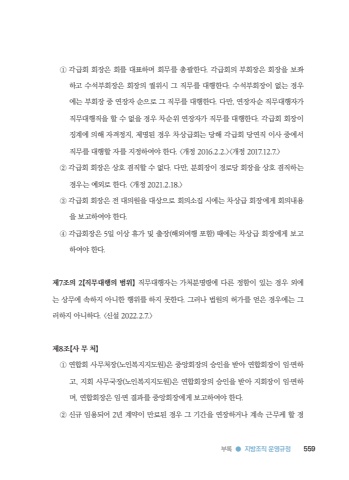 ① 각급회 회장은 회를 대표하며 회무를 총괄한다. 각급회의 부회장은 회장을 보좌
하고 수석부회장은 회장의 궐위시 그 직무를 대행한다. 수석부회장이 없는 경우
에는 부회장 중 연장자 순으로 그 직무를 대행한다. 다만, 연장자순 직무대행자가
직무대행직을 할 수 없을 경우 차순위 연장자가 직무를 대행한다. 각급회 회장이
징계에 의해 자격정지, 제명된 경우 차상급회는 당해 각급회 당연직 이사 중에서
직무를 대행할 자를 지정하여야 한다. <개정 2016.2.2.><개정 2017.12.7.>
② 각급회 회장은 상호 겸직할 수 없다. 다만, 분회장이 경로당 회장을 상호 겸직하는
경우는 예외로 한다. <개정 2021.2.18.>
③ 각급회 회장은 전 대의원을 대상으로 회의소집 시에는 차상급 회장에게 회의내용
을 보고하여야 한다.
④ 각급회장은 5일 이상 휴가 및 출장(해외여행 포함) 때에는 차상급 회장에게 보고
하여야 한다.
제7조의 2【직무대행의 범위】 직무대행자는 가처분명령에 다른 정함이 있는 경우 외에
는 상무에 속하지 아니한 행위를 하지 못한다. 그러나 법원의 허가를 얻은 경우에는 그
러하지 아니하다. <신설 2022.2.7.>
제8조【사 무 처】
① 연합회 사무처장(노인복지지도원)은 중앙회장의 승인을 받아 연합회장이 임·면하
고, 지회 사무국장(노인복지지도원)은 연합회장의 승인을 받아 지회장이 임·면하
며, 연합회장은 임·면 결과를 중앙회장에게 보고하여야 한다.
② 신규 임용되어 2년 계약이 만료된 경우 그 기간을 연장하거나 계속 근무케 할 경
부록 ● 지방조직 운영규정 559